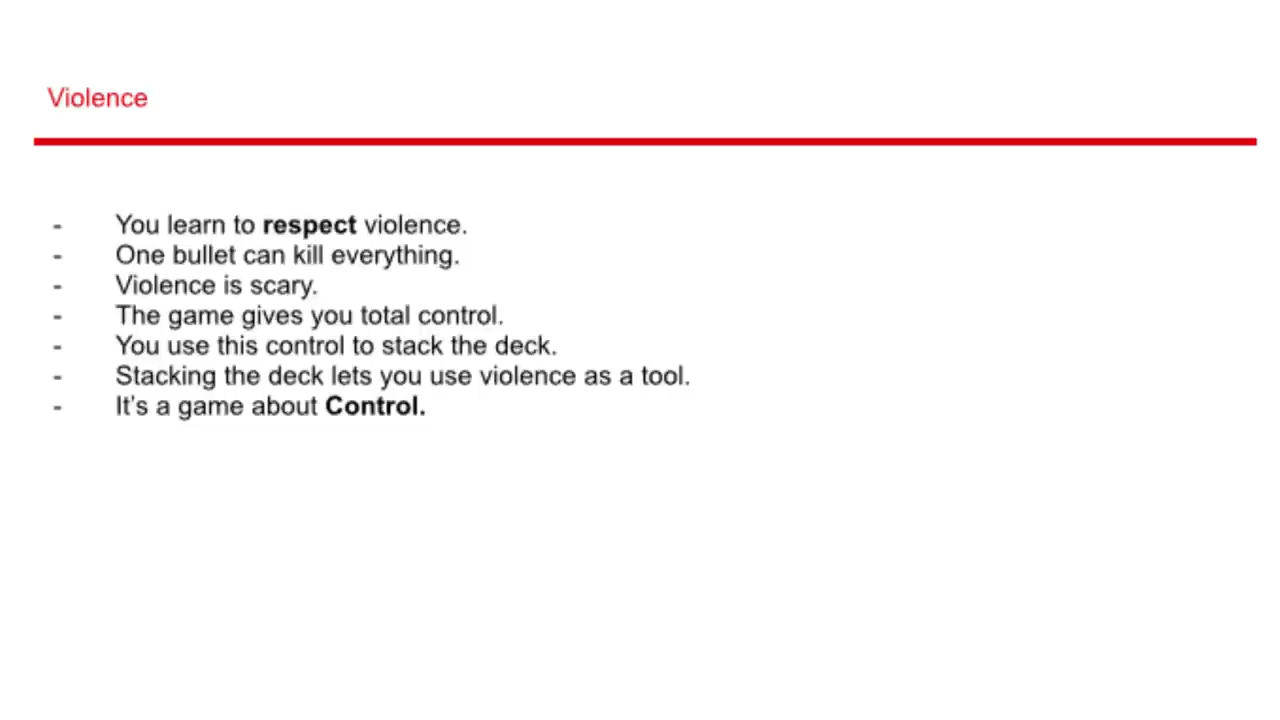 Violence
- You learn to respect violence.
- One bullet can kill everything.
- Violence is scary.
- The game gives you total control.
- You use this control to stack the deck.
- Stacking the deck lets you use violence as a tool.
- It’s a game about Control.